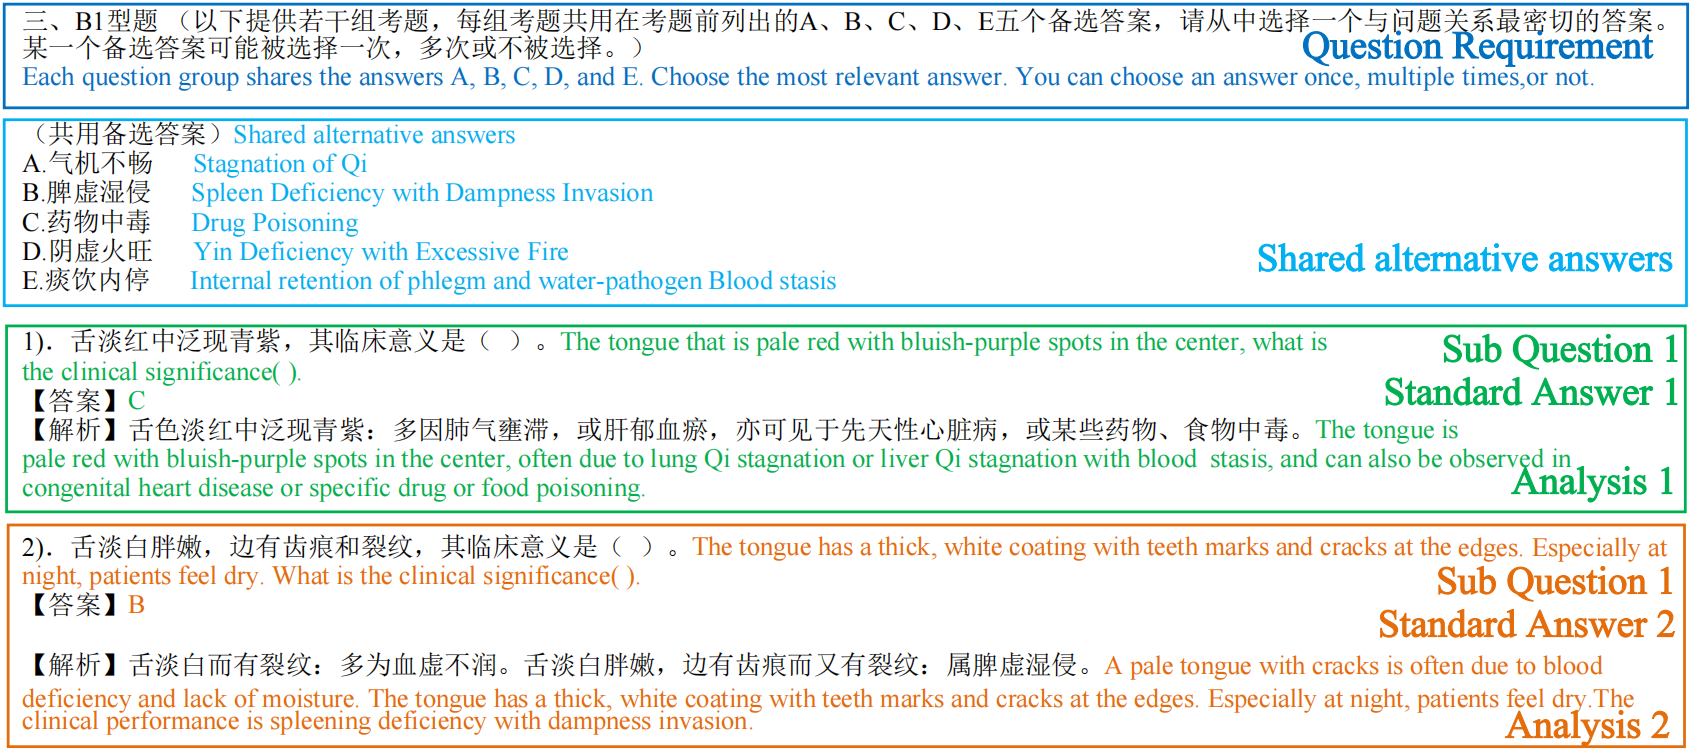 三、B1型题 （以下提供若干组考题，每组考题共用在考题前列出的A、B、C、D、E五个备选答案，请从中选择一个与问题关系最密切的答案。
某一个备选答案可能被选择一次，多次或不被选择。）
Question Requirement
Each question group shares the answers A, B, C, D, and E. Choose the most relevant answer. You can choose an answer once, multiple times,or not.
（共用备选答案）Shared alternative answers
A.气机不畅 Stagnation of Qi
B.脾虚湿侵 Spleen Deficiency with Dampness Invasion
C.药物中毒 Drug Poisoning
D.阴虚火旺 Yin Deficiency with Excessive Fire
Shared alternative answers
E.痰饮内停 Internal retention of phlegm and water-pathogen Blood stasis
1)．舌淡红中泛现青紫，其临床意义是（ ）。The tongue that is pale red with bluish-purple spots in the center, what is
Sub Question 1
the clinical significance( ).
Standard Answer 1
【答案】C
【解析】舌色淡红中泛现青紫：多因肺气壅滞，或肝郁血瘀，亦可见于先天性心脏病，或某些药物、食物中毒。The tongue is
pale red with bluish-purple spots in the center, often due to lung Qi stagnation or liver Qi stagnation with blood stasis, and can also be observed in
congenital heart disease or specific drug or food poisoning.
Analysis 1
2)．舌淡白胖嫩，边有齿痕和裂纹，其临床意义是（ ）。The tongue has a thick, white coating with teeth marks and cracks at the edges. Especially at
night, patients feel dry. What is the clinical significance( ).
Sub Question 1
【答案】B
Standard Answer 2
【解析】舌淡白而有裂纹：多为血虚不润。舌淡白胖嫩，边有齿痕而又有裂纹：属脾虚湿侵。A pale tongue with cracks is often due to blood
deficiency and lack of moisture. The tongue has a thick, white coating with teeth marks and cracks at the edges. Especially at night, patients feel dry.The
clinical performance is spleening deficiency with dampness invasion.
Analysis 2